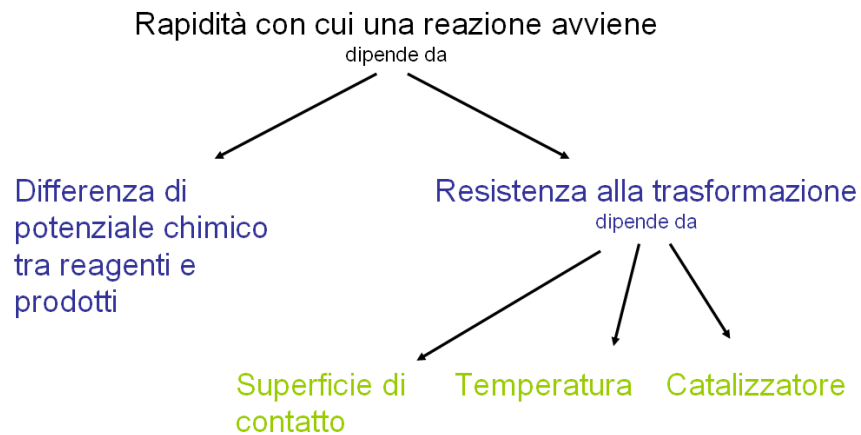 Rapidità con cui una reazione avviene
dipende da
Differenza di
potenziale chimico
tra reagenti e
prodotti
Resistenza alla trasformazione
dipende da
Superficie di
contatto
Temperatura
Catalizzatore